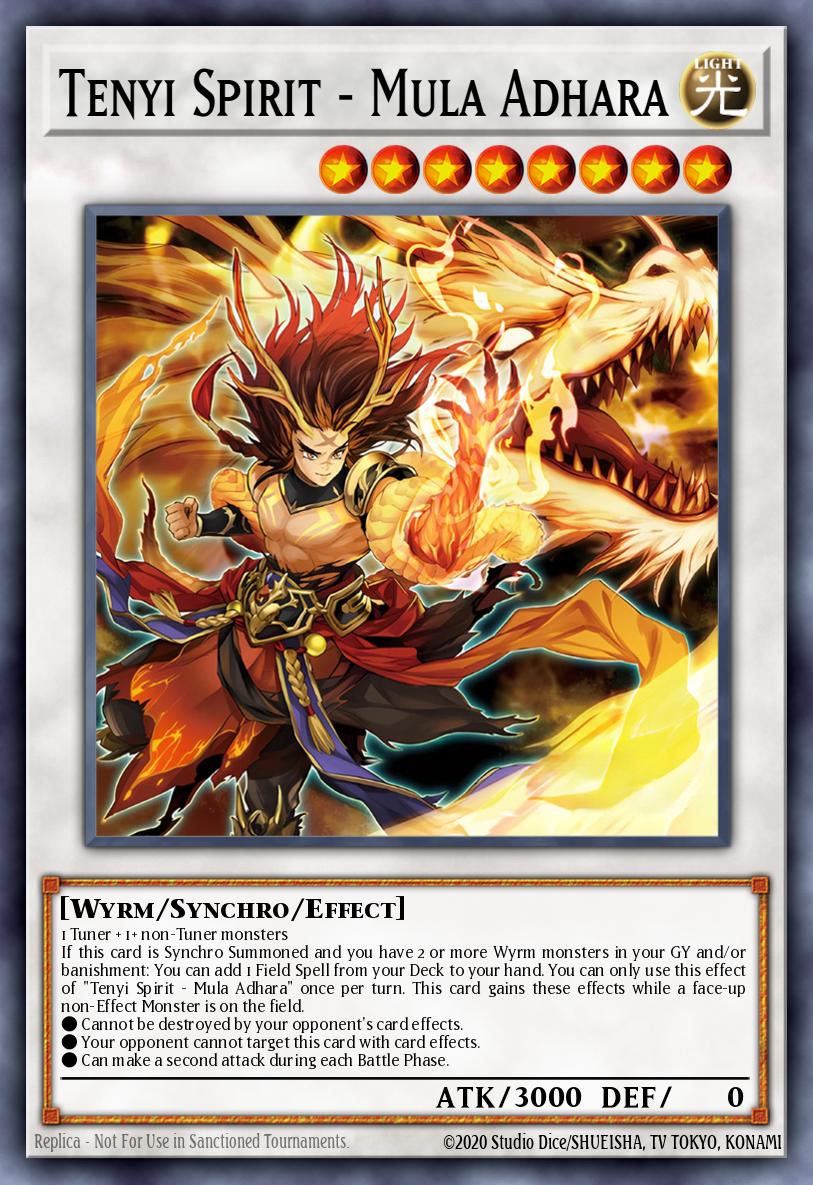 Tenyi Spirit - Mula Adhara
LIGHT
光
[Wyrm/Synchro/Effect]
1 Tuner + 1+ non-Tuner monsters
If this card is Synchro Summoned and you have 2 or more Wyrm monsters in your GY and/or
banishment: You can add 1 Field Spell from your Deck to your hand. You can only use this effect
of "Tenyi Spirit - Mula Adhara" once per turn. This card gains these effects while a face-up
non-Effect Monster is on the field.
● Cannot be destroyed by your opponent's card effects.
● Your opponent cannot target this card with card effects.
● Can make a second attack during each Battle Phase.
ATK/3000 DEF/ 0
Replica - Not For Use in Sanctioned Tournaments.
©2020 Studio Dice/SHUEISHA, TV TOKYO, KONAMI